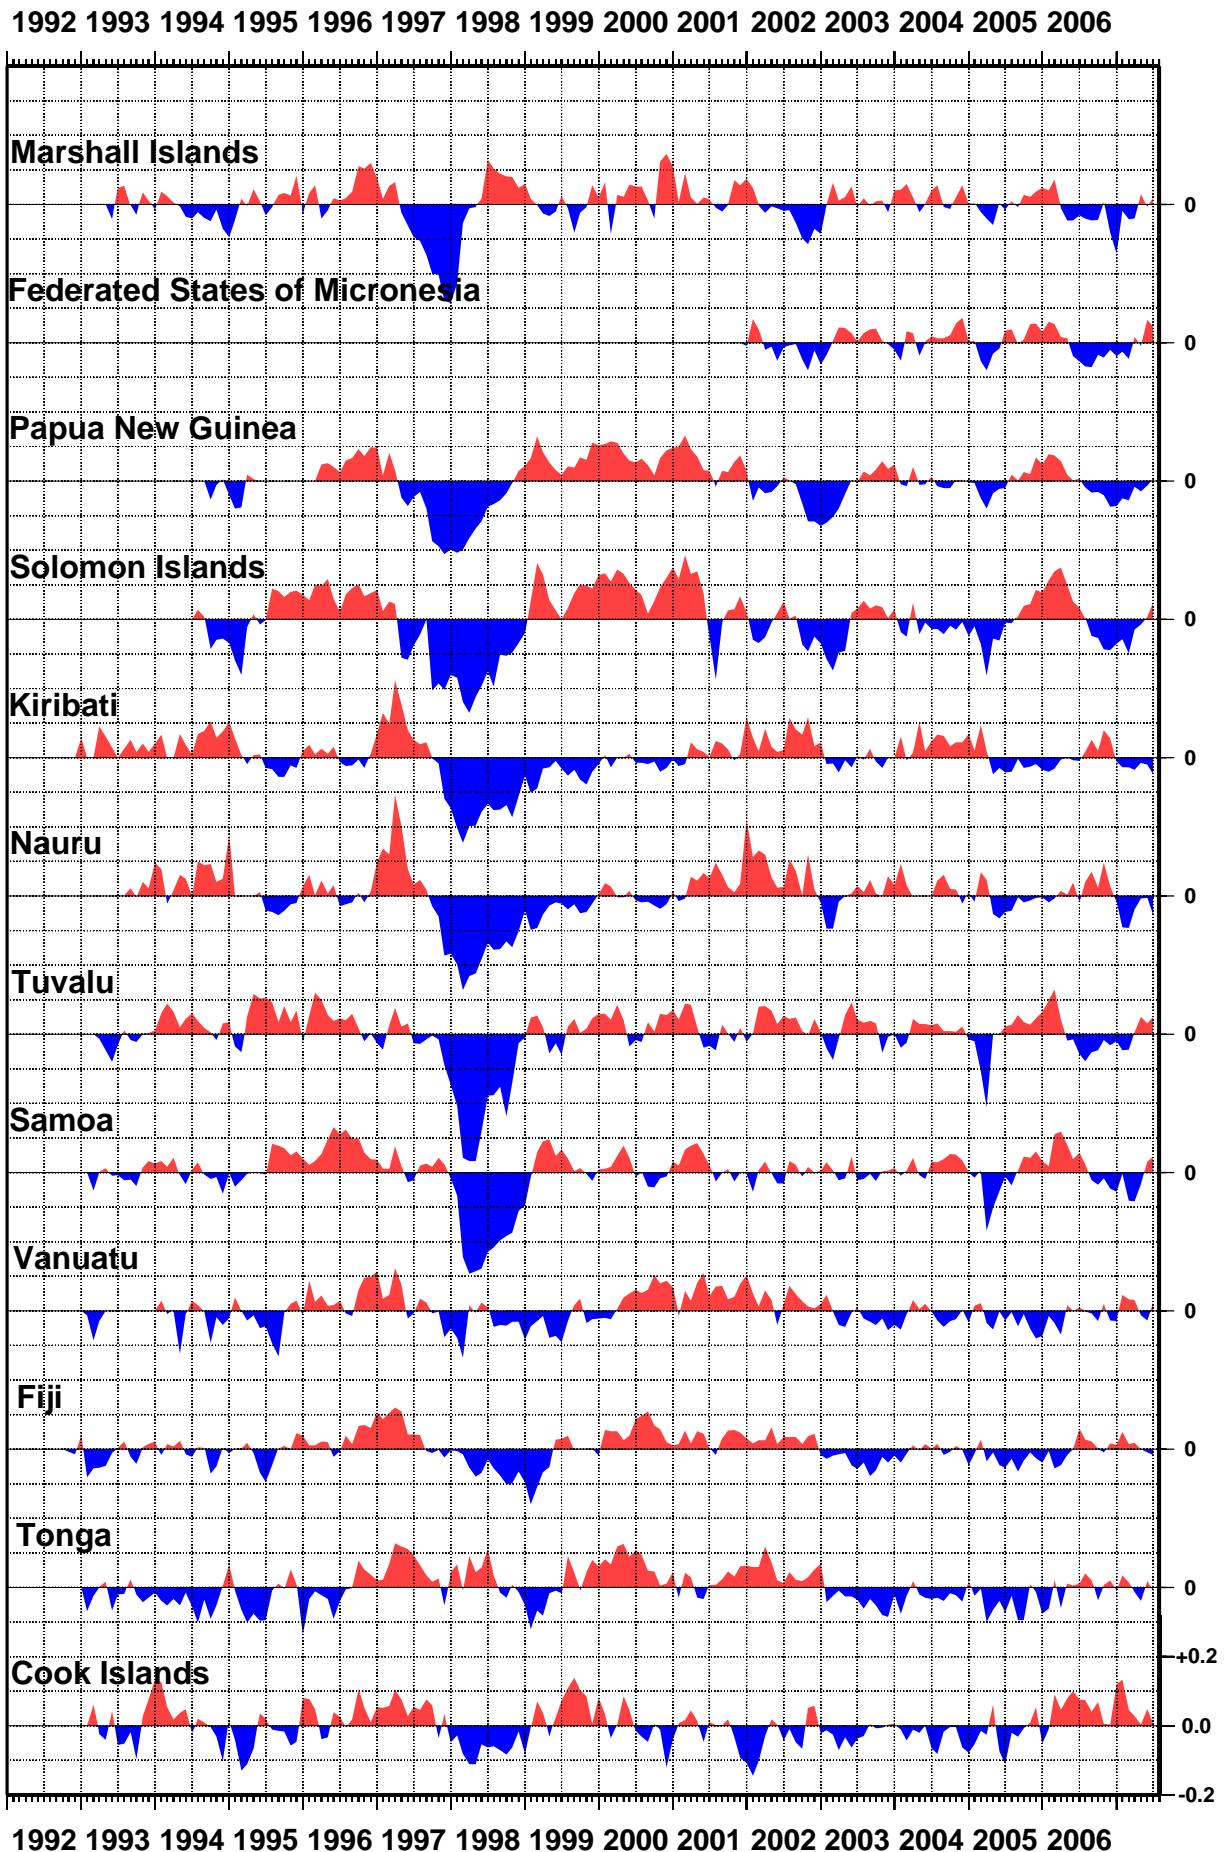 1992 1993 1994 1995 1996 1997 1998 1999 2000 2001 2002 2003 2004 2005 2006
Marshall Islands
0
Federated States of Micronesia
0
Papua New Guinea
0
Solomon Islands
0
Kiribati
0
Nauru
0
Tuvalu
0
Samoa
0
Vanuatu
0
Fiji
0
Tonga
0
+0.2
Cook Islands
0.0
-0.2
1992 1993 1994 1995 1996 1997 1998 1999 2000 2001 2002 2003 2004 2005 2006